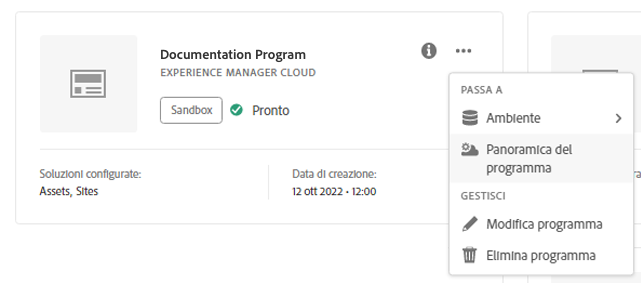 Documentation Program
EXPERIENCE MANAGER CLOUD
Sandbox Pronto
Soluzioni configurate:
Assets, Sites
Data di creazione:
12 ott 2022 • 12:00
PASSA A
Ambiente
Panoramica del
programma
GESTISCI
Modifica programma
Elimina programma